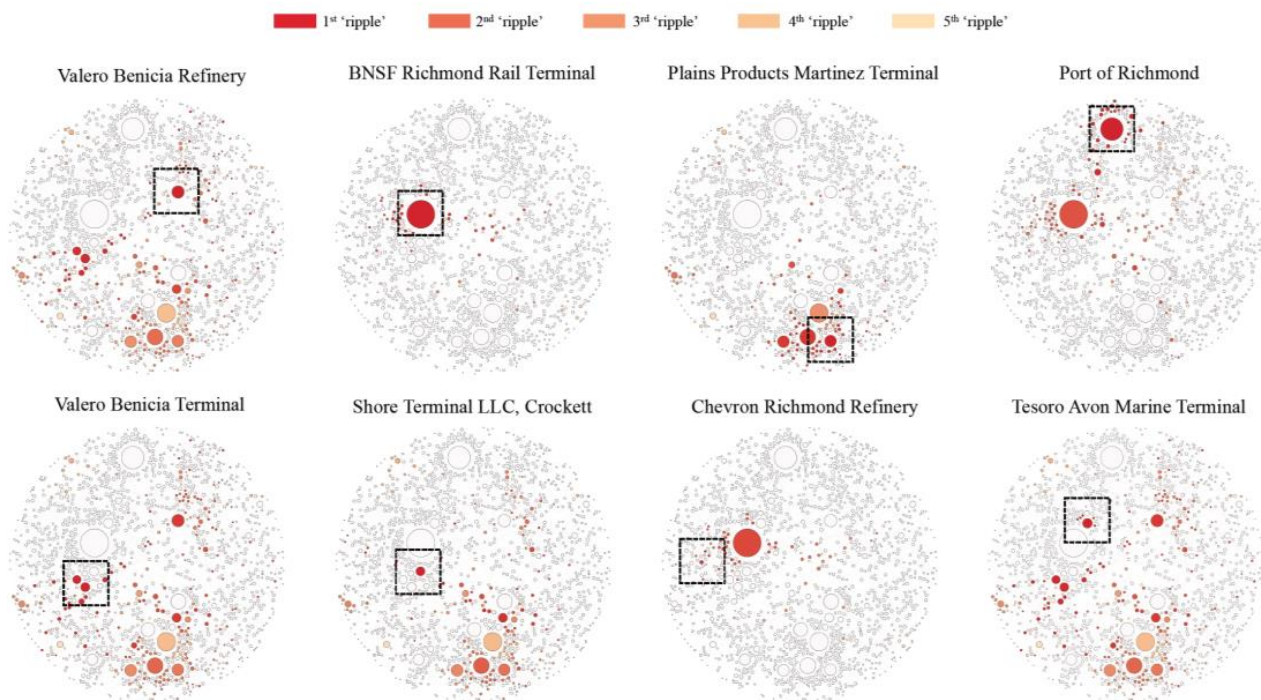 1st ‘ripple’ 2nd ‘ripple’ 3rd ‘ripple’ 4th ‘ripple’ 5th ‘ripple’
Valero Benicia Refinery BNSF Richmond Rail Terminal Plains Products Martinez Terminal Port of Richmond
Valero Benicia Terminal Shore Terminal LLC, Crockett Chevron Richmond Refinery Tesoro Avon Marine Terminal